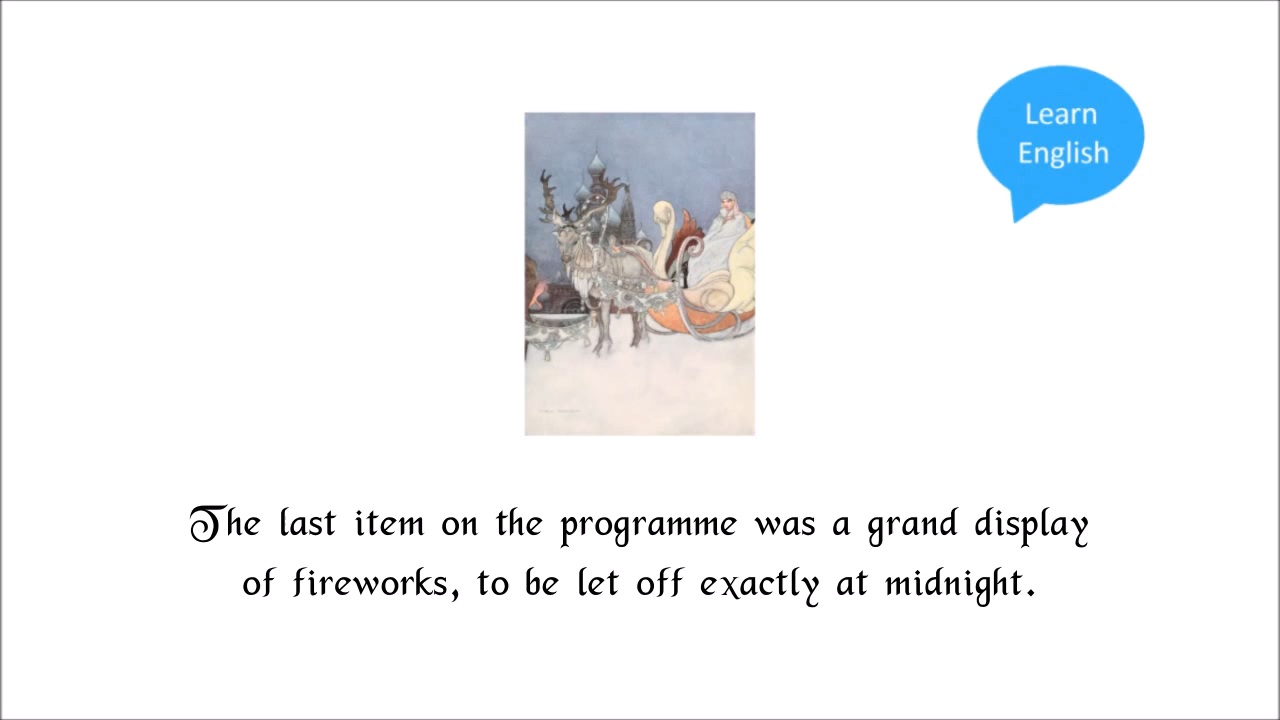 Learn
English
The last item on the programme was a grand display
of fireworks, to be let off exactly at midnight.